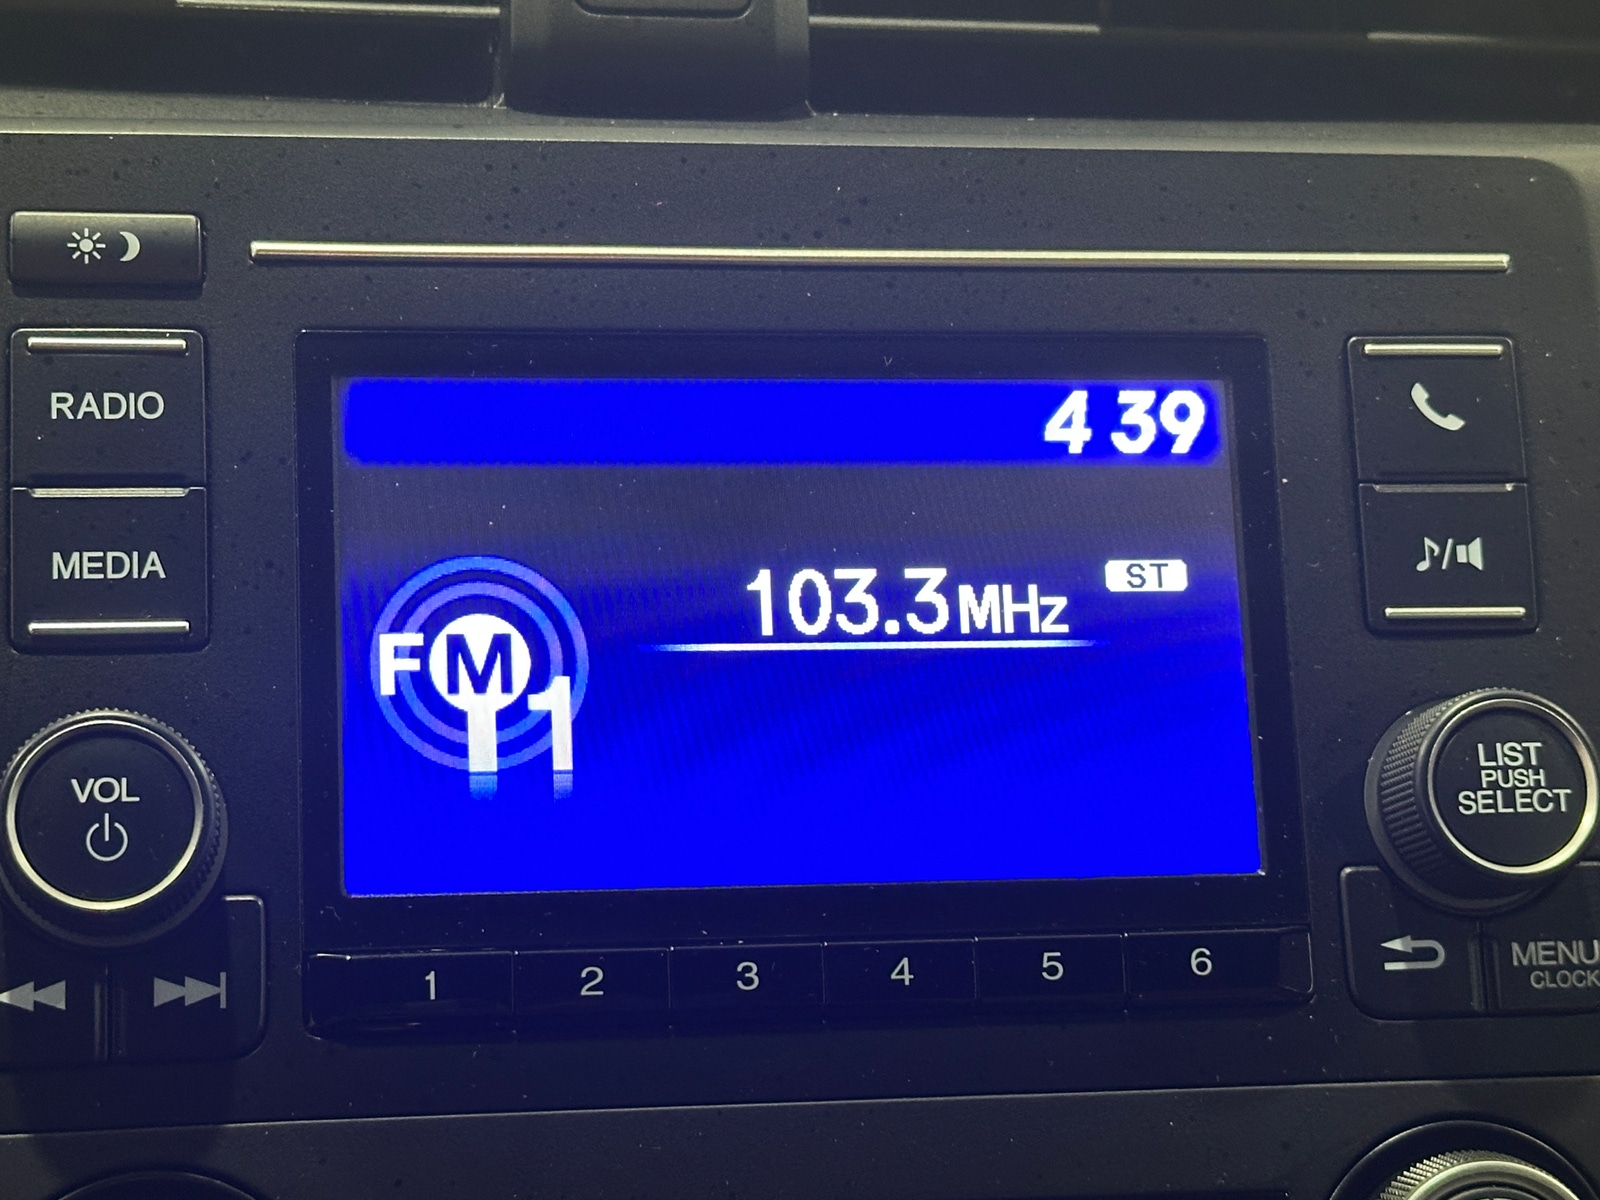 4 39
RADIO
MEDIA
103.3MHz
ST
FM
1
VOL
LIST
PUSH
SELECT
1 2 3 4 5 6
MENU
CLOCK